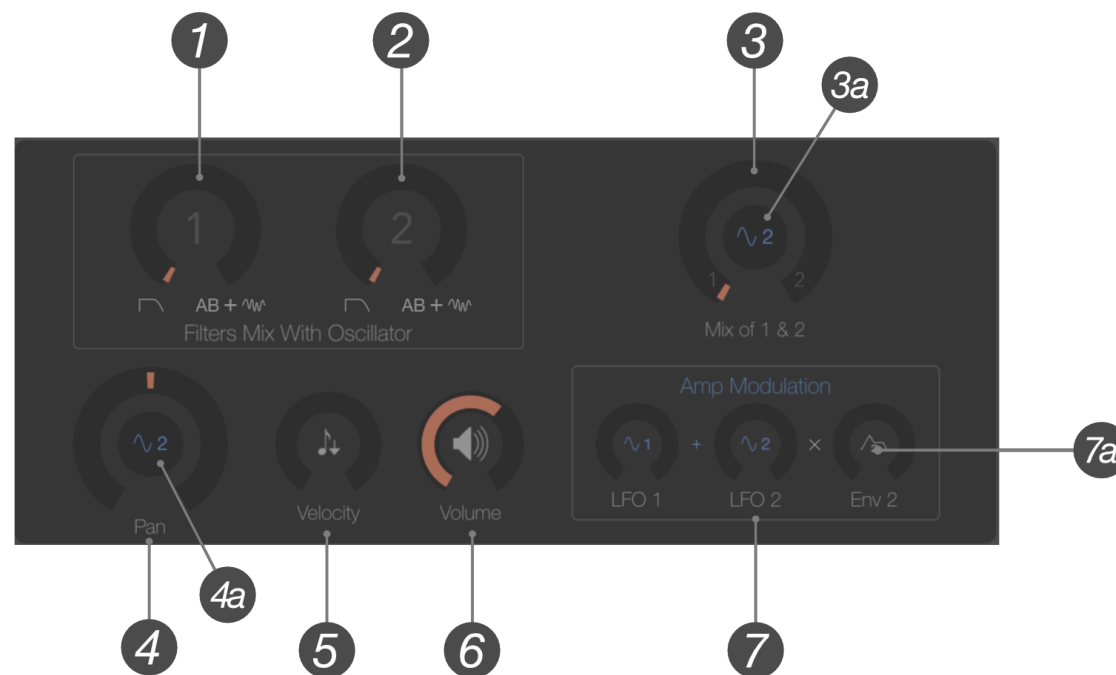 1 2 3
3a
1 2
2
1 2
AB + AB +
Filters Mix With Oscillator
Mix of 1 & 2
Amp Modulation
2
1 + 2 ×
7a
Velocity Volume
LFO 1 LFO 2 Env 2
Pan
4a
4 5 6 7